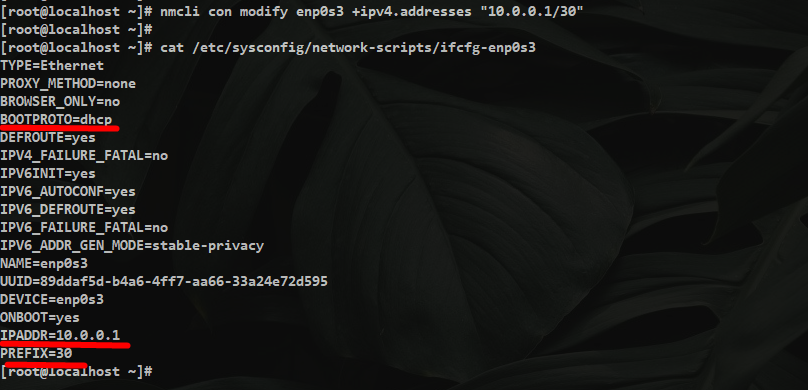 [root@localhost ~]# nmcli con modify enp0s3 +ipv4.addresses "10.0.0.1/30"
[root@localhost ~]#
[root@localhost ~]# cat /etc/sysconfig/network-scripts/ifcfg-enp0s3
TYPE=Ethernet
PROXY_METHOD=none
BROWSER_ONLY=no
BOOTPROTO=dhcp
DEFROUTE=yes
IPV4_FAILURE_FATAL=no
IPV6INIT=yes
IPV6_AUTOCONF=yes
IPV6_DEFROUTE=yes
IPV6_FAILURE_FATAL=no
IPV6_ADDR_GEN_MODE=stable-privacy
NAME=enp0s3
UUID=89ddaf5d-b4a6-4ff7-aa66-33a24e72d595
DEVICE=enp0s3
ONBOOT=yes
IPADDR=10.0.0.1
PREFIX=30
[root@localhost ~]#